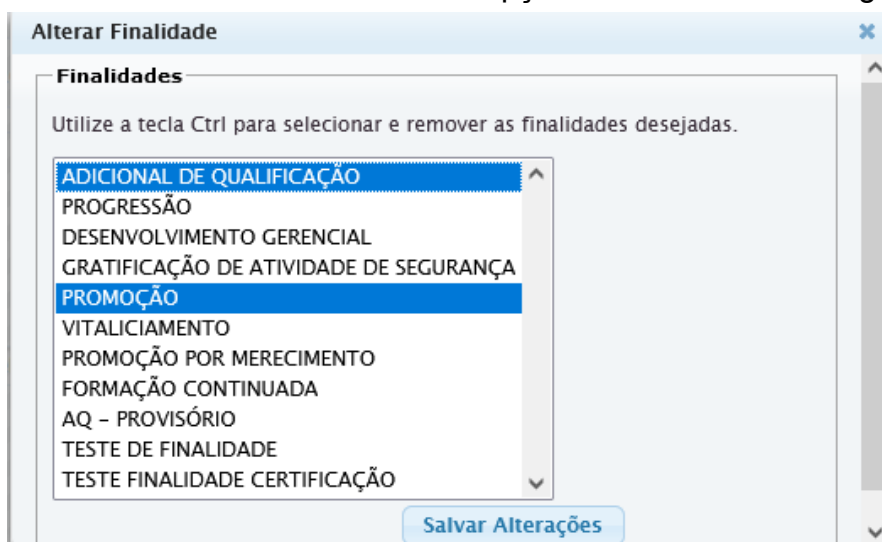 Alterar Finalidade
Finalidades
Utilize a tecla Ctrl para selecionar e remover as finalidades desejadas.
ADICIONAL DE QUALIFICAÇÃO
PROGRESSÃO
DESENVOLVIMENTO GERENCIAL
GRATIFICAÇÃO DE ATIVIDADE DE SEGURANÇA
PROMOÇÃO
VITALICIAMENTO
PROMOÇÃO POR MERECIMENTO
FORMAÇÃO CONTINUADA
AQ – PROVISÓRIO
TESTE DE FINALIDADE
TESTE FINALIDADE CERTIFICAÇÃO
Salvar Alterações